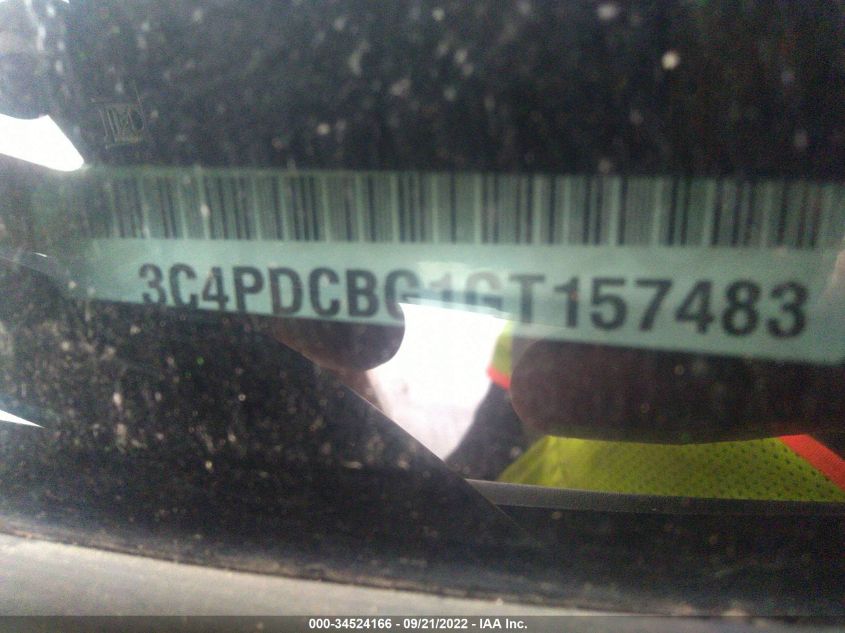 3C4PDCBG1GT157483
000-34524166 - 09/21/2022 - IAA Inc.